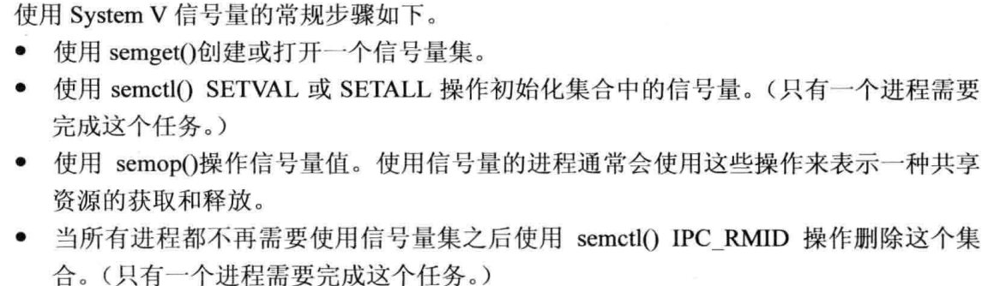 使用 System V 信号量的常规步骤如下。
● 使用 semget()创建或打开一个信号量集。
● 使用 semctl() SETVAL 或 SETALL 操作初始化集合中的信号量。（只有一个进程需要
完成这个任务。）
● 使用 semop()操作信号量值。使用信号量的进程通常会使用这些操作来表示一种共享
资源的获取和释放。
● 当所有进程都不再需要使用信号量集之后使用 semctl() IPC_RMID 操作删除这个集
合。（只有一个进程需要完成这个任务。）